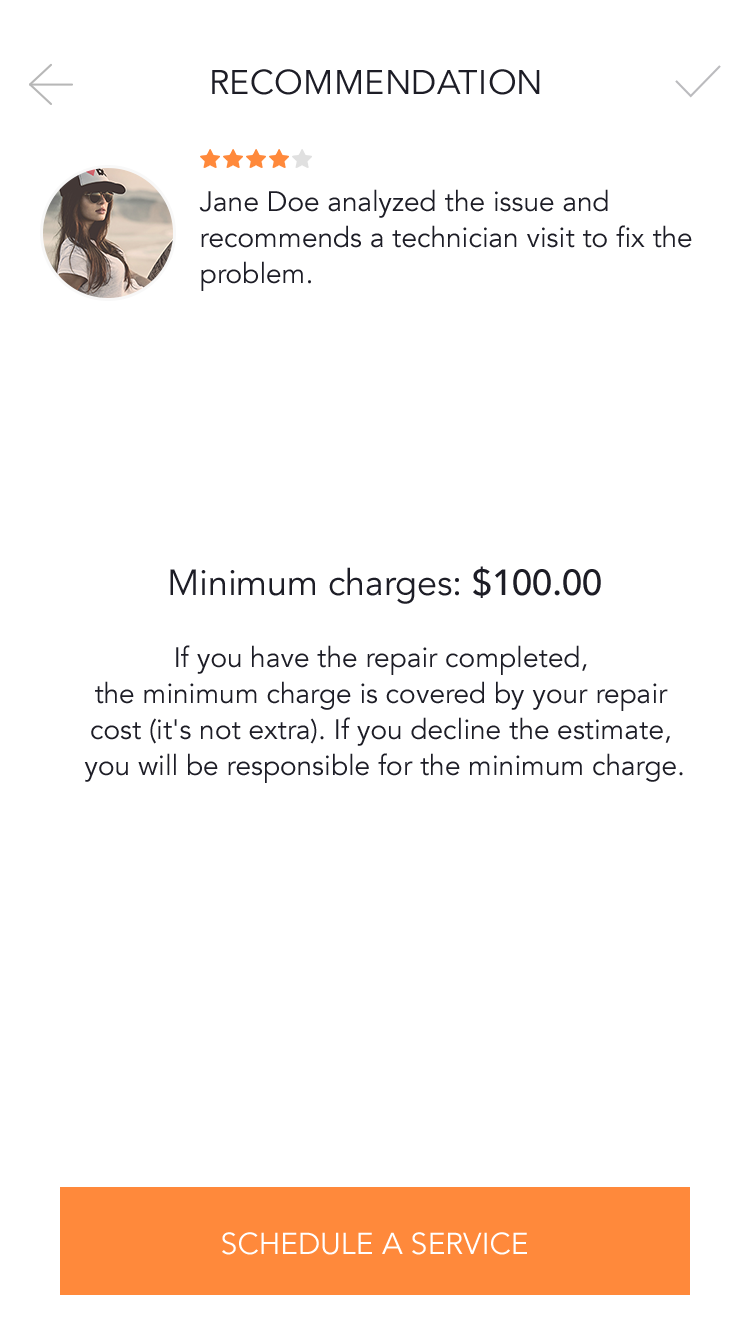 RECOMMENDATION
Jane Doe analyzed the issue and
recommends a technician visit to fix the
problem.
Minimum charges: $100.00
If you have the repair completed,
the minimum charge is covered by your repair
cost (it's not extra). If you decline the estimate,
you will be responsible for the minimum charge.
SCHEDULE A SERVICE